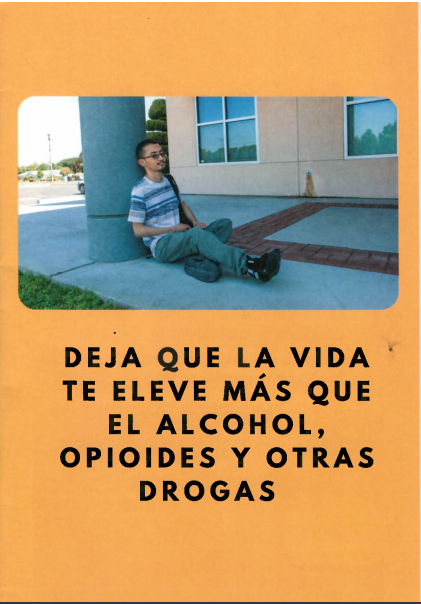 DEJA QUE LA VIDA
TE ELEVE MÁS QUE
EL ALCOHOL,
OPIOIDES Y OTRAS
DROGAS